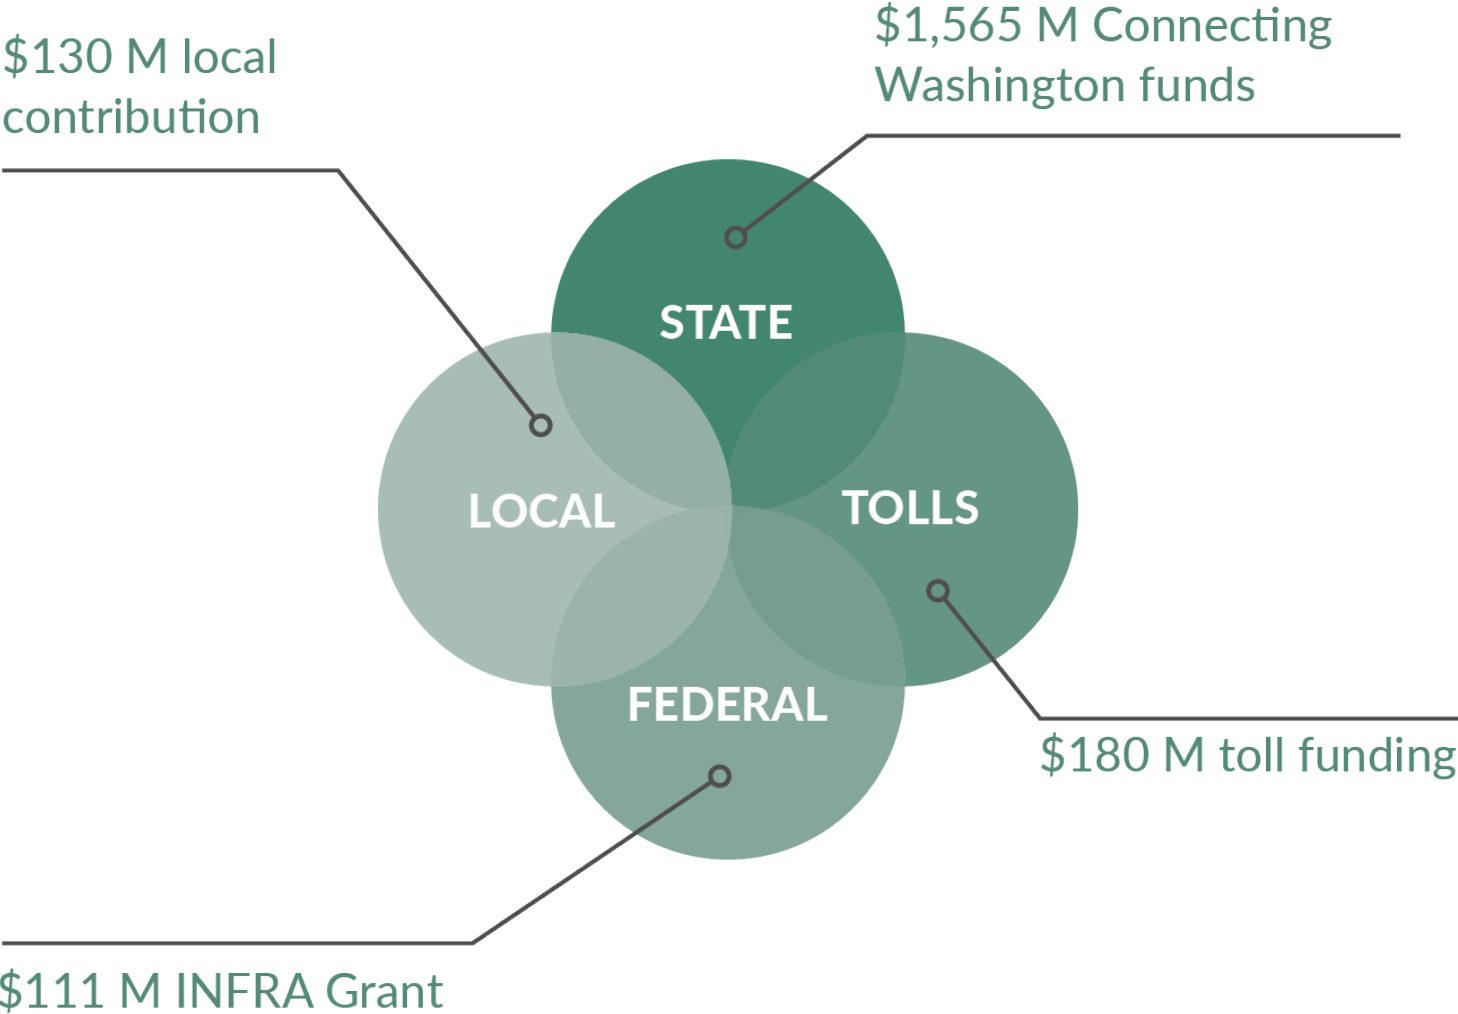 $130 M local
contribution
$1,565 M Connecting
Washington funds
STATE
LOCAL
TOLLS
FEDERAL
$180 M toll funding
$111 M INFRA Grant